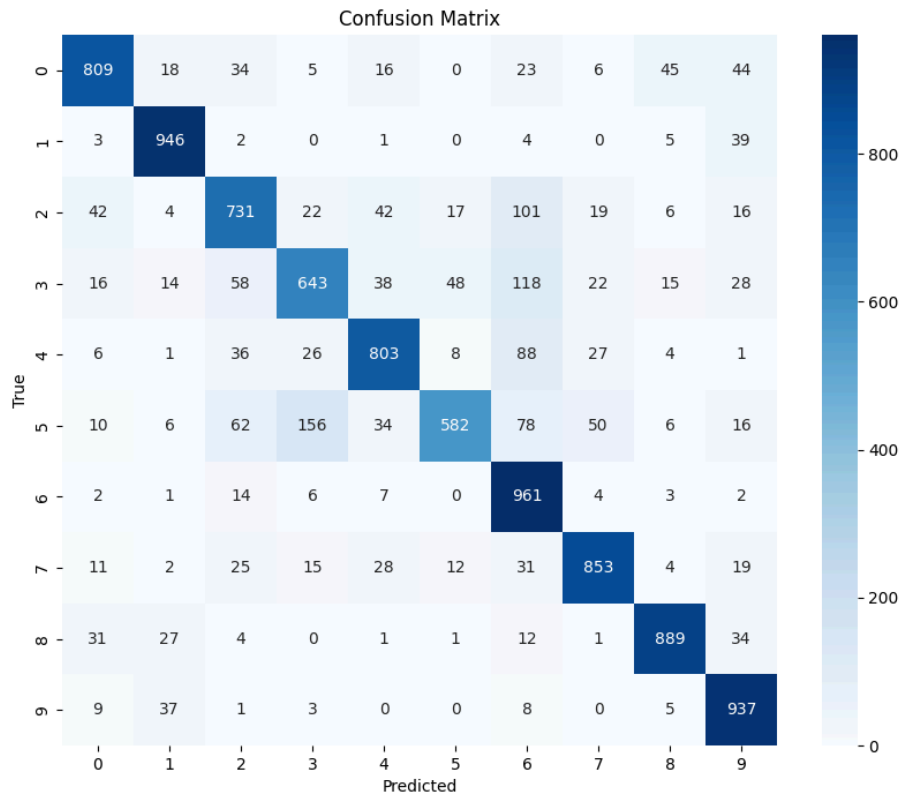 Confusion Matrix
0 809 18 34 5 16 0 23 6 45 44
1 3 946 2 0 1 0 4 0 5 39
2 42 4 731 22 42 17 101 19 6 16
3 16 14 58 643 38 48 118 22 15 28
4 6 1 36 26 803 8 88 27 4 1
5 10 6 62 156 34 582 78 50 6 16
6 2 1 14 6 7 0 961 4 3 2
7 11 2 25 15 28 12 31 853 4 19
8 31 27 4 0 1 1 12 1 889 34
9 9 37 1 3 0 0 8 0 5 937
0 1 2 3 4 5 6 7 8 9
True
Predicted
800
600
400
200
0